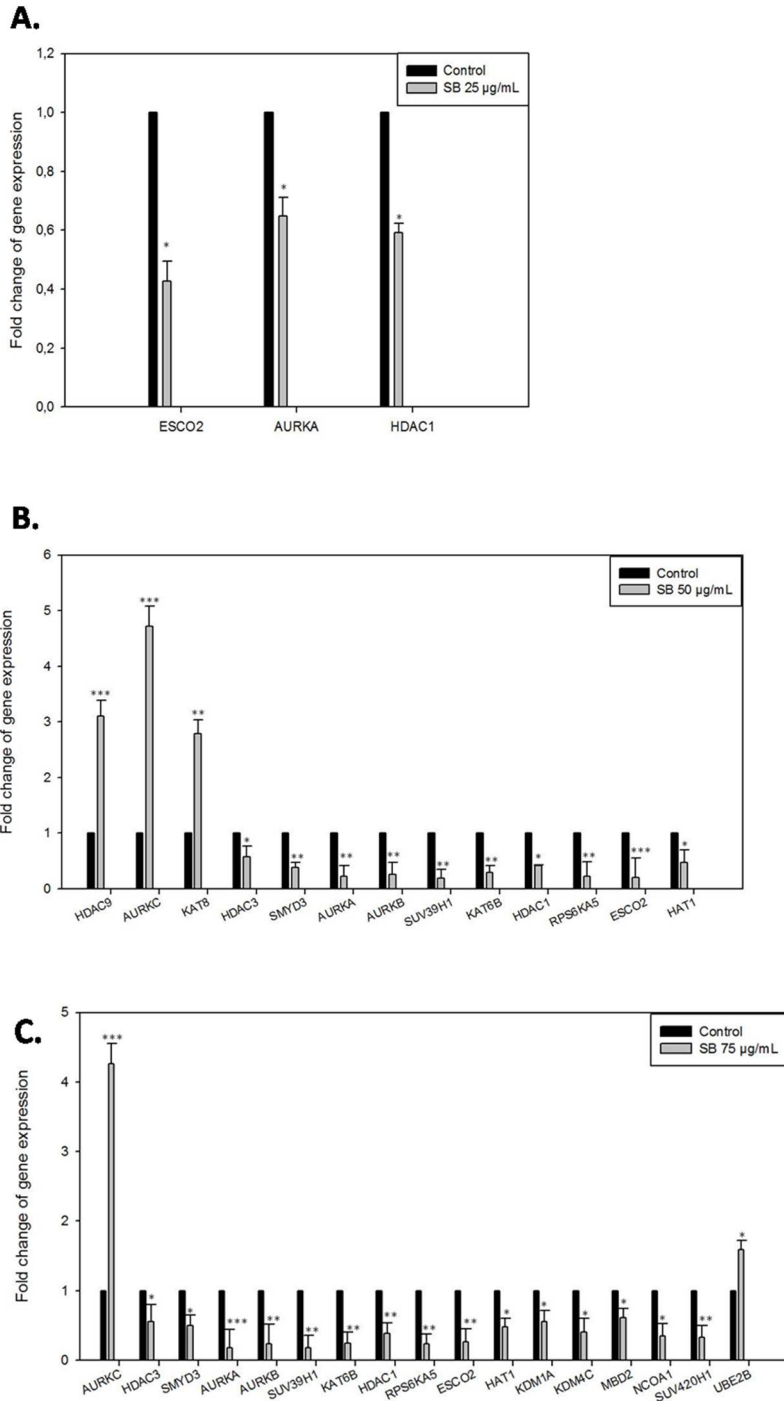 A.
1,2
Control
SB 25 µg/mL
1,0
0,8
*
Fold change of gene expression
*
0,6
*
0,4
0,2
0,0
ESCO2 AURKA HDAC1
B.
6
Control
SB 50 µg/mL
***
5
4
Fold change of gene expression
***
**
3
2
1
* ** ** ** ** ** * ** *** *
0
HDAC9 AURKC KAT8 HDAC3 SMYD3 AURKA AURKB SUV39H1 KAT6B HDAC1 RPS6KA5 ESCO2 HAT1
C.
5
Control
SB 75 µg/mL
***
4
Fold change of gene expression
3
2
*
1
* * *** ** ** ** ** ** ** * * * * * **
0
AURKC HDAC3 SMYD3 AURKA AURKB SUV39H1 KAT6B HDAC1 RPS6KA5 ESCO2 HAT1 KDM1A KDM4C MBD2 NCOA1 SUV420H1 UBE2B